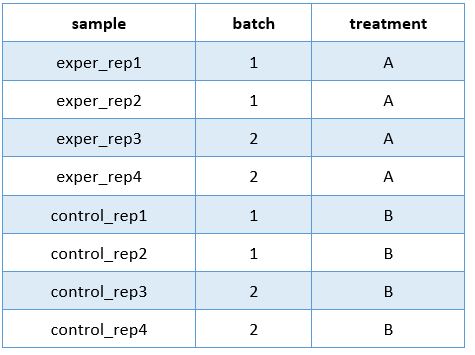 sample batch treatment
exper_rep1 1 A
exper_rep2 1 A
exper_rep3 2 A
exper_rep4 2 A
control_rep1 1 B
control_rep2 1 B
control_rep3 2 B
control_rep4 2 B